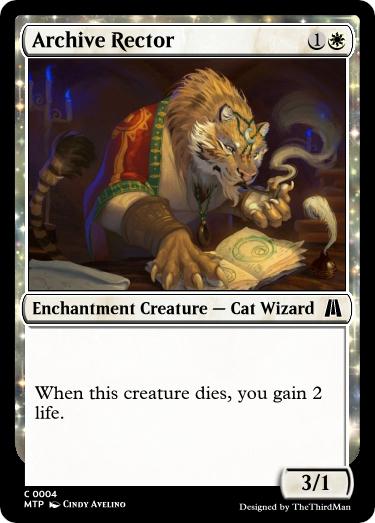 Archive Rector 1
Enchantment Creature — Cat Wizard
When this creature dies, you gain 2
life.
3/1
C 0004
MTP Cindy Avelino
Designed by TheThirdMan